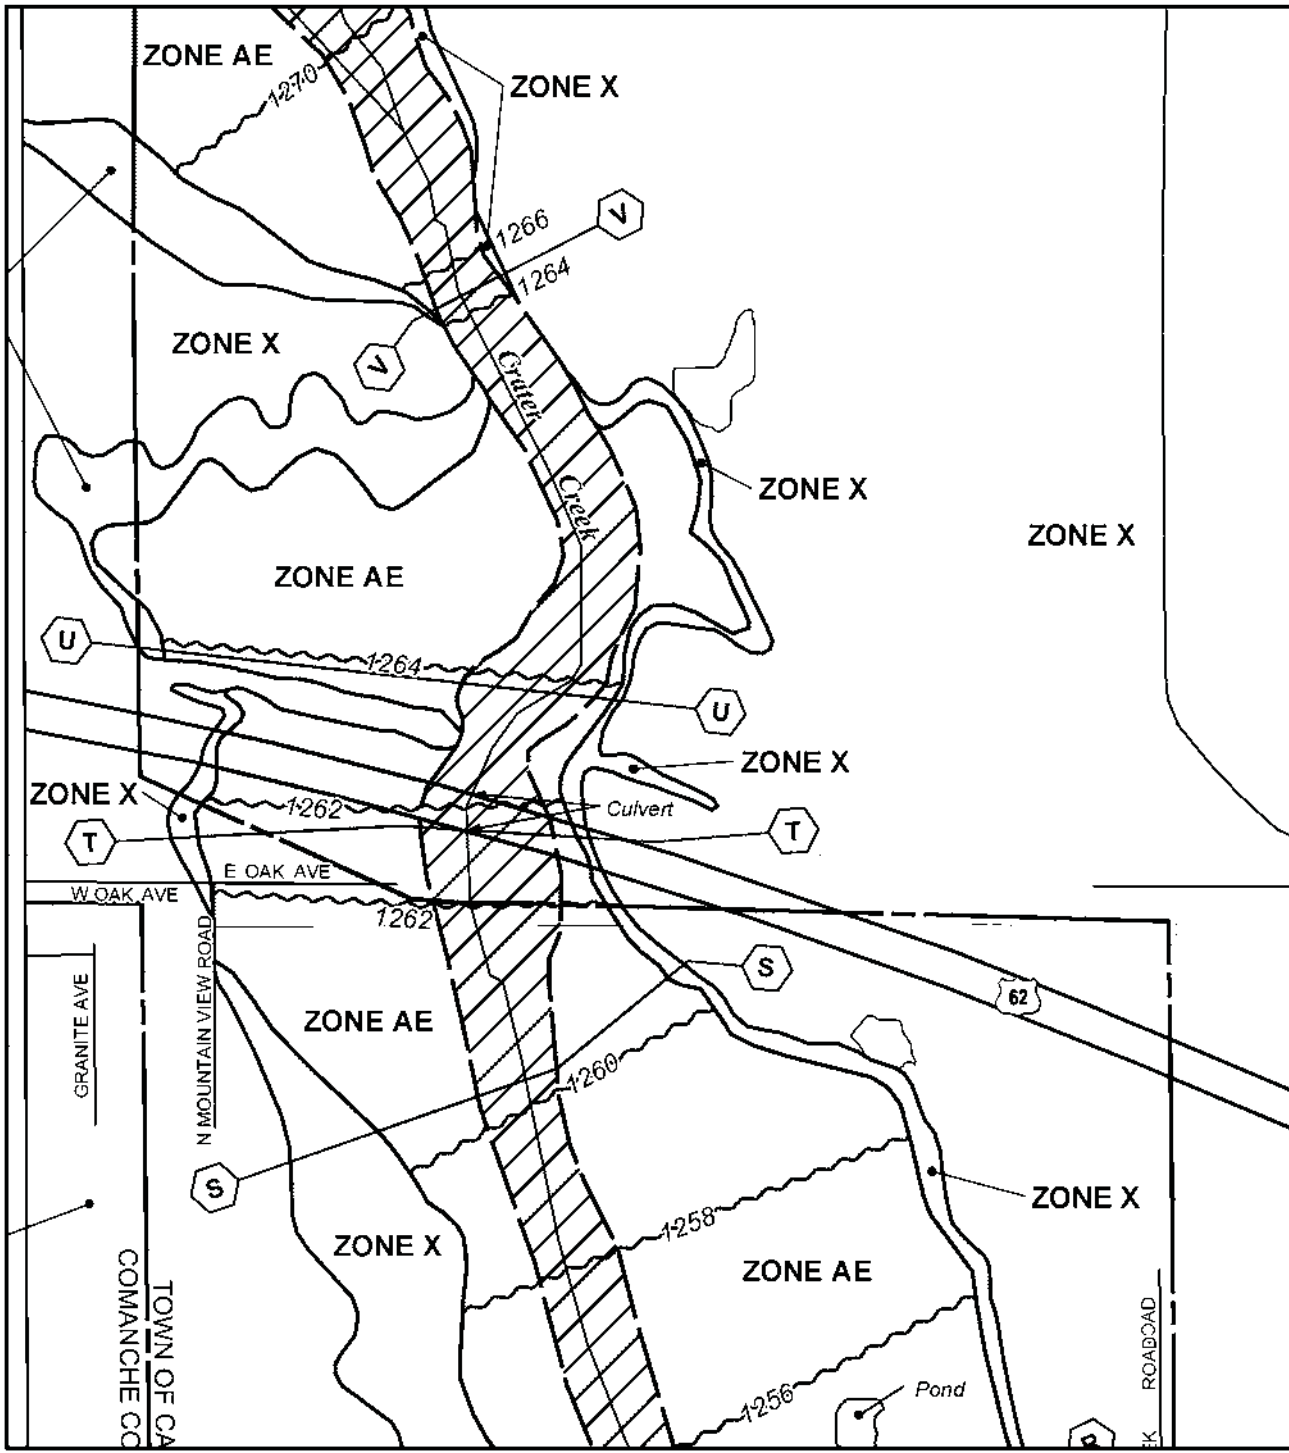 ZONE AE
1270
ZONE X
V
1266
1264
ZONE X
V
Crater
Creek
ZONE X
ZONE X
ZONE AE
U
1264
U
ZONE X
ZONE X
1262
Culvert
T
T
E OAK AVE
W OAK AVE
1262
N MOUNTAIN VIEW ROAD
S
62
GRANITE AVE
ZONE AE
1260
S
ZONE X
1258
ZONE X
ZONE AE
TOWN OF CA
COMANCHE CO
1256
Pond
ROADOAD
EK
R